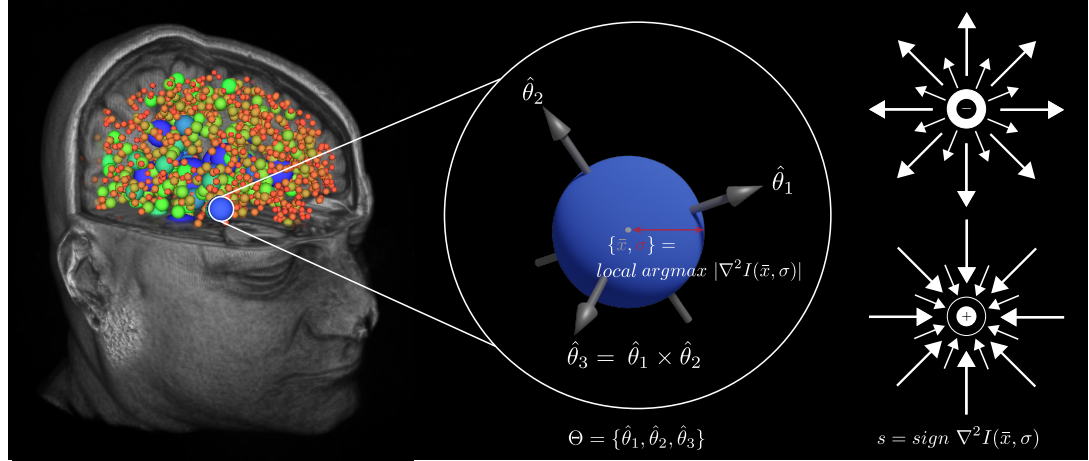 θ̂₂
θ̂₁
{x̄, σ} =
local argmax |∇²I(x̄, σ)|
θ̂₃ = θ̂₁ × θ̂₂
Θ = {θ̂₁, θ̂₂, θ̂₃}
−
+
s = sign ∇²I(x̄, σ)